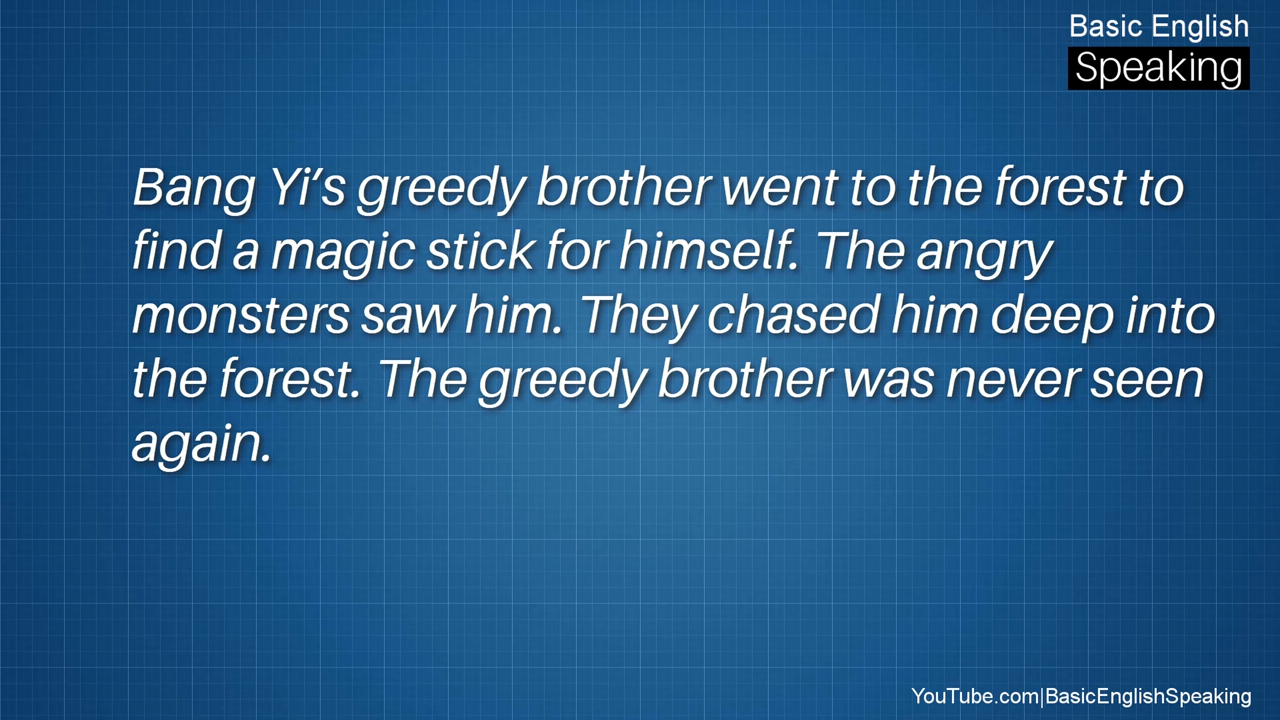 Basic English
Speaking
Bang Yi’s greedy brother went to the forest to
find a magic stick for himself. The angry
monsters saw him. They chased him deep into
the forest. The greedy brother was never seen
again.
YouTube.com|BasicEnglishSpeaking